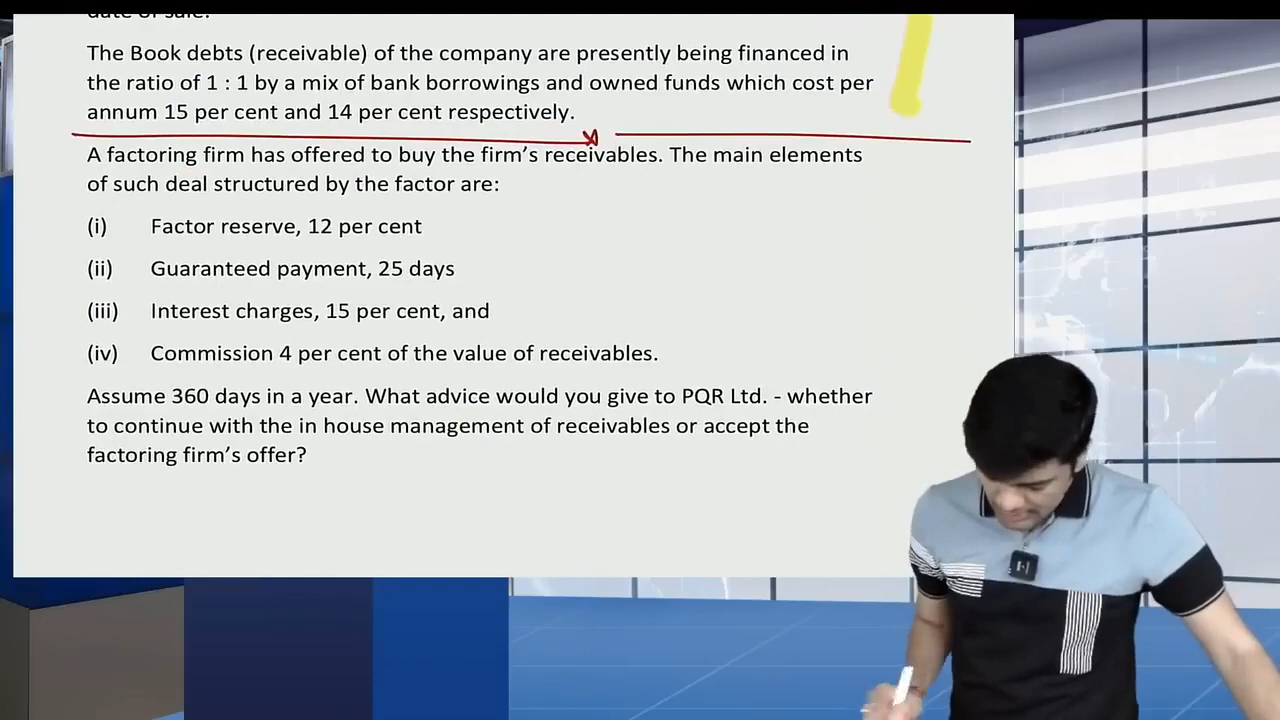 date of sale.
The Book debts (receivable) of the company are presently being financed in
the ratio of 1 : 1 by a mix of bank borrowings and owned funds which cost per
annum 15 per cent and 14 per cent respectively.
A factoring firm has offered to buy the firm's receivables. The main elements
of such deal structured by the factor are:
(i) Factor reserve, 12 per cent
(ii) Guaranteed payment, 25 days
(iii) Interest charges, 15 per cent, and
(iv) Commission 4 per cent of the value of receivables.
Assume 360 days in a year. What advice would you give to PQR Ltd. - whether
to continue with the in house management of receivables or accept the
factoring firm's offer?